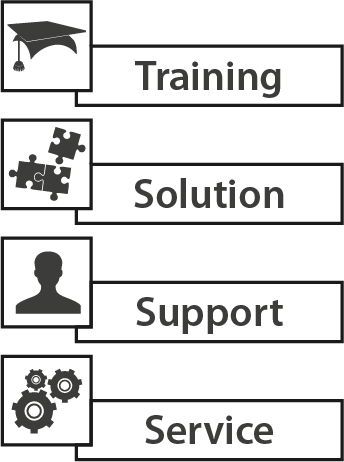 Training
Solution
Support
Service